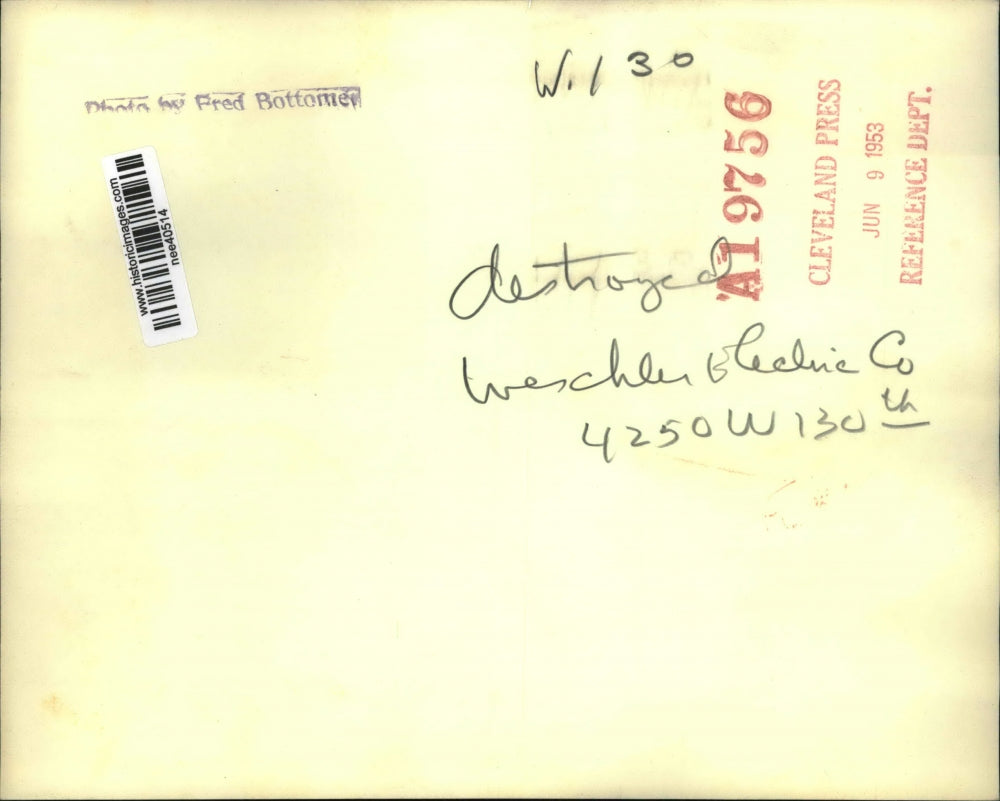 W. 130
Photo by Fred Bottomer
www.historicimages.com
nee40514
A19756
CLEVELAND PRESS
JUN 9 1953
REFERENCE DEPT.
destroyed
Weschler Electric Co
4250 W 130th